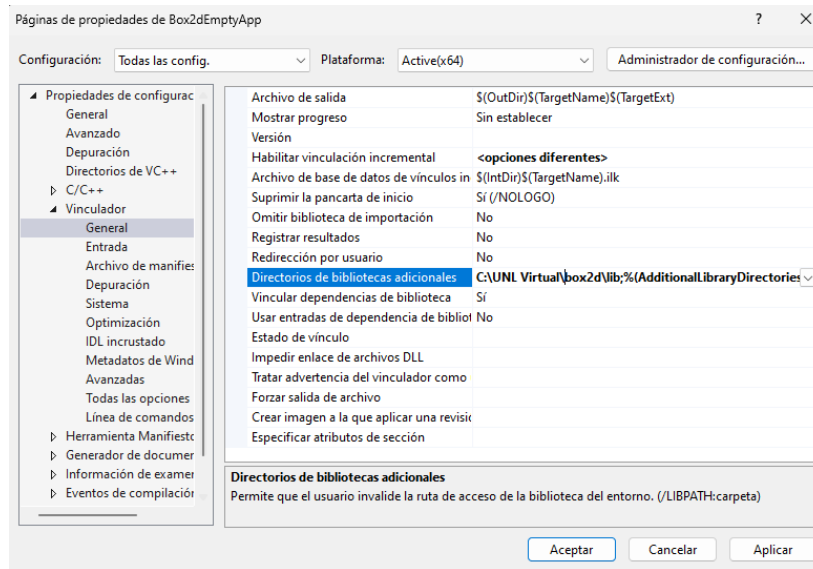 Páginas de propiedades de Box2dEmptyApp
?
Configuración:
Todas las config.
Plataforma:
Active(x64)
Administrador de configuración...
Propiedades de configurac
General
Avanzado
Depuración
Directorios de VC++
C/C++
Vinculador
General
Entrada
Archivo de manifies
Depuración
Sistema
Optimización
IDL incrustado
Metadatos de Wind
Avanzadas
Todas las opciones
Línea de comandos
Herramienta Manifiesto
Generador de documer
Información de examer
Eventos de compilación
Archivo de salida $(OutDir)$(TargetName)$(TargetExt)
Mostrar progreso Sin establecer
Versión
Habilitar vinculación incremental <opciones diferentes>
Archivo de base de datos de vínculos in $(IntDir)$(TargetName).ilk
Suprimir la pancarta de inicio Sí (/NOLOGO)
Omitir biblioteca de importación No
Registrar resultados No
Redirección por usuario No
Directorios de bibliotecas adicionales C:\UNL Virtual\box2d\lib;%(AdditionalLibraryDirectories
Vincular dependencias de biblioteca Sí
Usar entradas de dependencia de bibliot No
Estado de vínculo
Impedir enlace de archivos DLL
Tratar advertencia del vinculador como
Forzar salida de archivo
Crear imagen a la que aplicar una revisió
Especificar atributos de sección
Directorios de bibliotecas adicionales
Permite que el usuario invalide la ruta de acceso de la biblioteca del entorno. (/LIBPATH:carpeta)
Aceptar
Cancelar
Aplicar